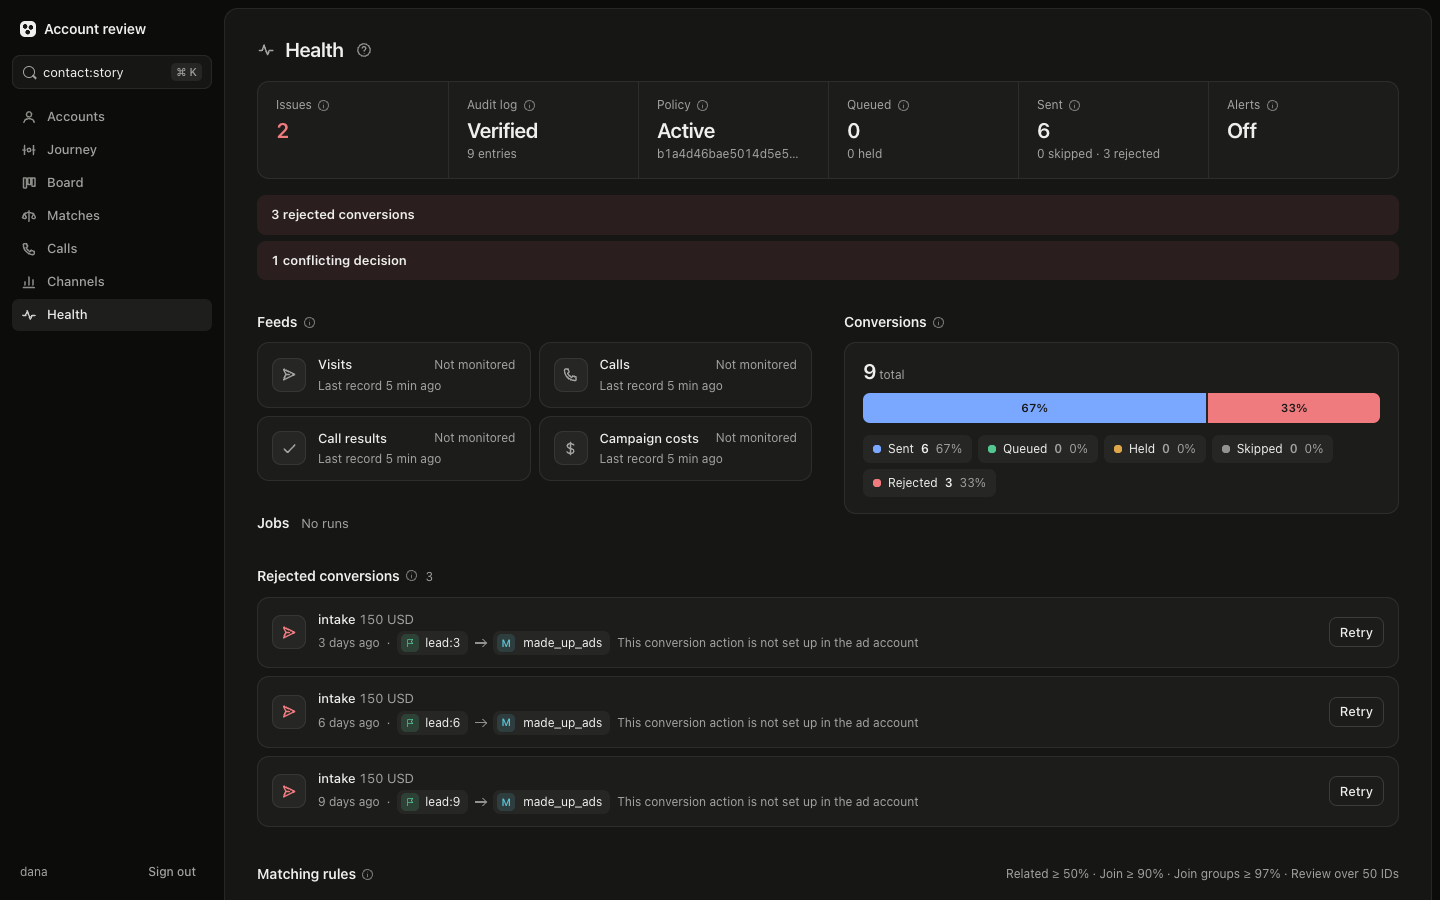 Account review
contact:story ⌘ K
Accounts
Journey
Board
Matches
Calls
Channels
Health
dana Sign out
Health
Issues
2
Audit log
Verified
9 entries
Policy
Active
b1a4d46bae5014d5e5...
Queued
0
0 held
Sent
6
0 skipped · 3 rejected
Alerts
Off
3 rejected conversions
1 conflicting decision
Feeds
Visits Not monitored
Last record 5 min ago
Calls Not monitored
Last record 5 min ago
Call results Not monitored
Last record 5 min ago
Campaign costs Not monitored
Last record 5 min ago
Jobs No runs
Conversions
9 total
67% 33%
Sent 6 67% Queued 0 0% Held 0 0% Skipped 0 0%
Rejected 3 33%
Rejected conversions 3
intake 150 USD
3 days ago · lead:3 → M made_up_ads This conversion action is not set up in the ad account
Retry
intake 150 USD
6 days ago · lead:6 → M made_up_ads This conversion action is not set up in the ad account
Retry
intake 150 USD
9 days ago · lead:9 → M made_up_ads This conversion action is not set up in the ad account
Retry
Matching rules Related ≥ 50% · Join ≥ 90% · Join groups ≥ 97% · Review over 50 IDs